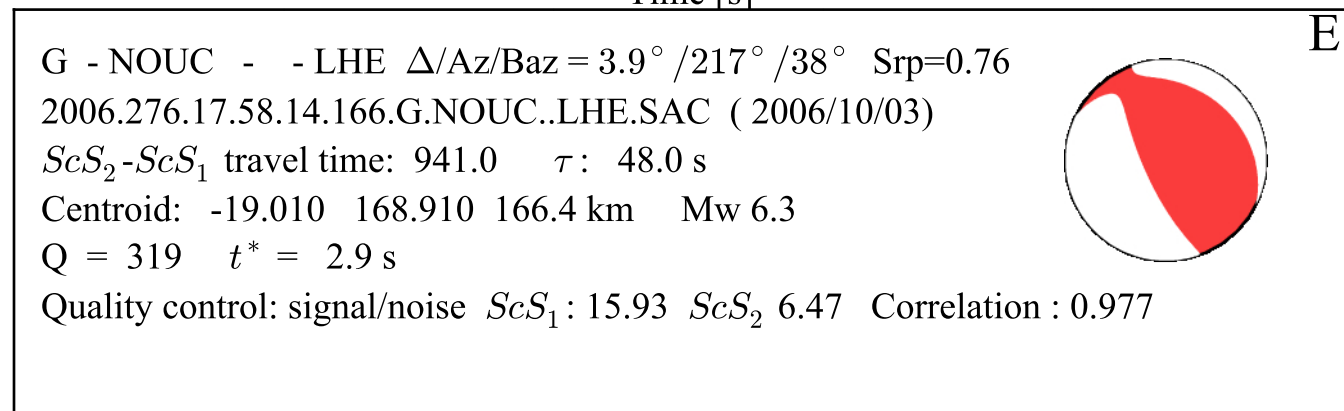 Time [s]
E
G - NOUC - - LHE Δ/Az/Baz = 3.9° /217° /38° Srp=0.76
2006.276.17.58.14.166.G.NOUC..LHE.SAC ( 2006/10/03)
ScS₂-ScS₁ travel time: 941.0 τ : 48.0 s
Centroid: -19.010 168.910 166.4 km Mw 6.3
Q = 319 t* = 2.9 s
Quality control: signal/noise ScS₁ : 15.93 ScS₂ 6.47 Correlation : 0.977